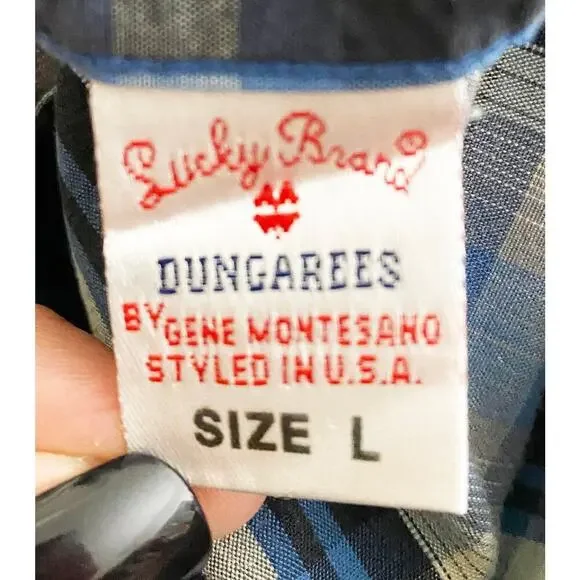 Lucky Brand
DUNGAREES
BY GENE MONTESANO
STYLED IN U.S.A.
SIZE L